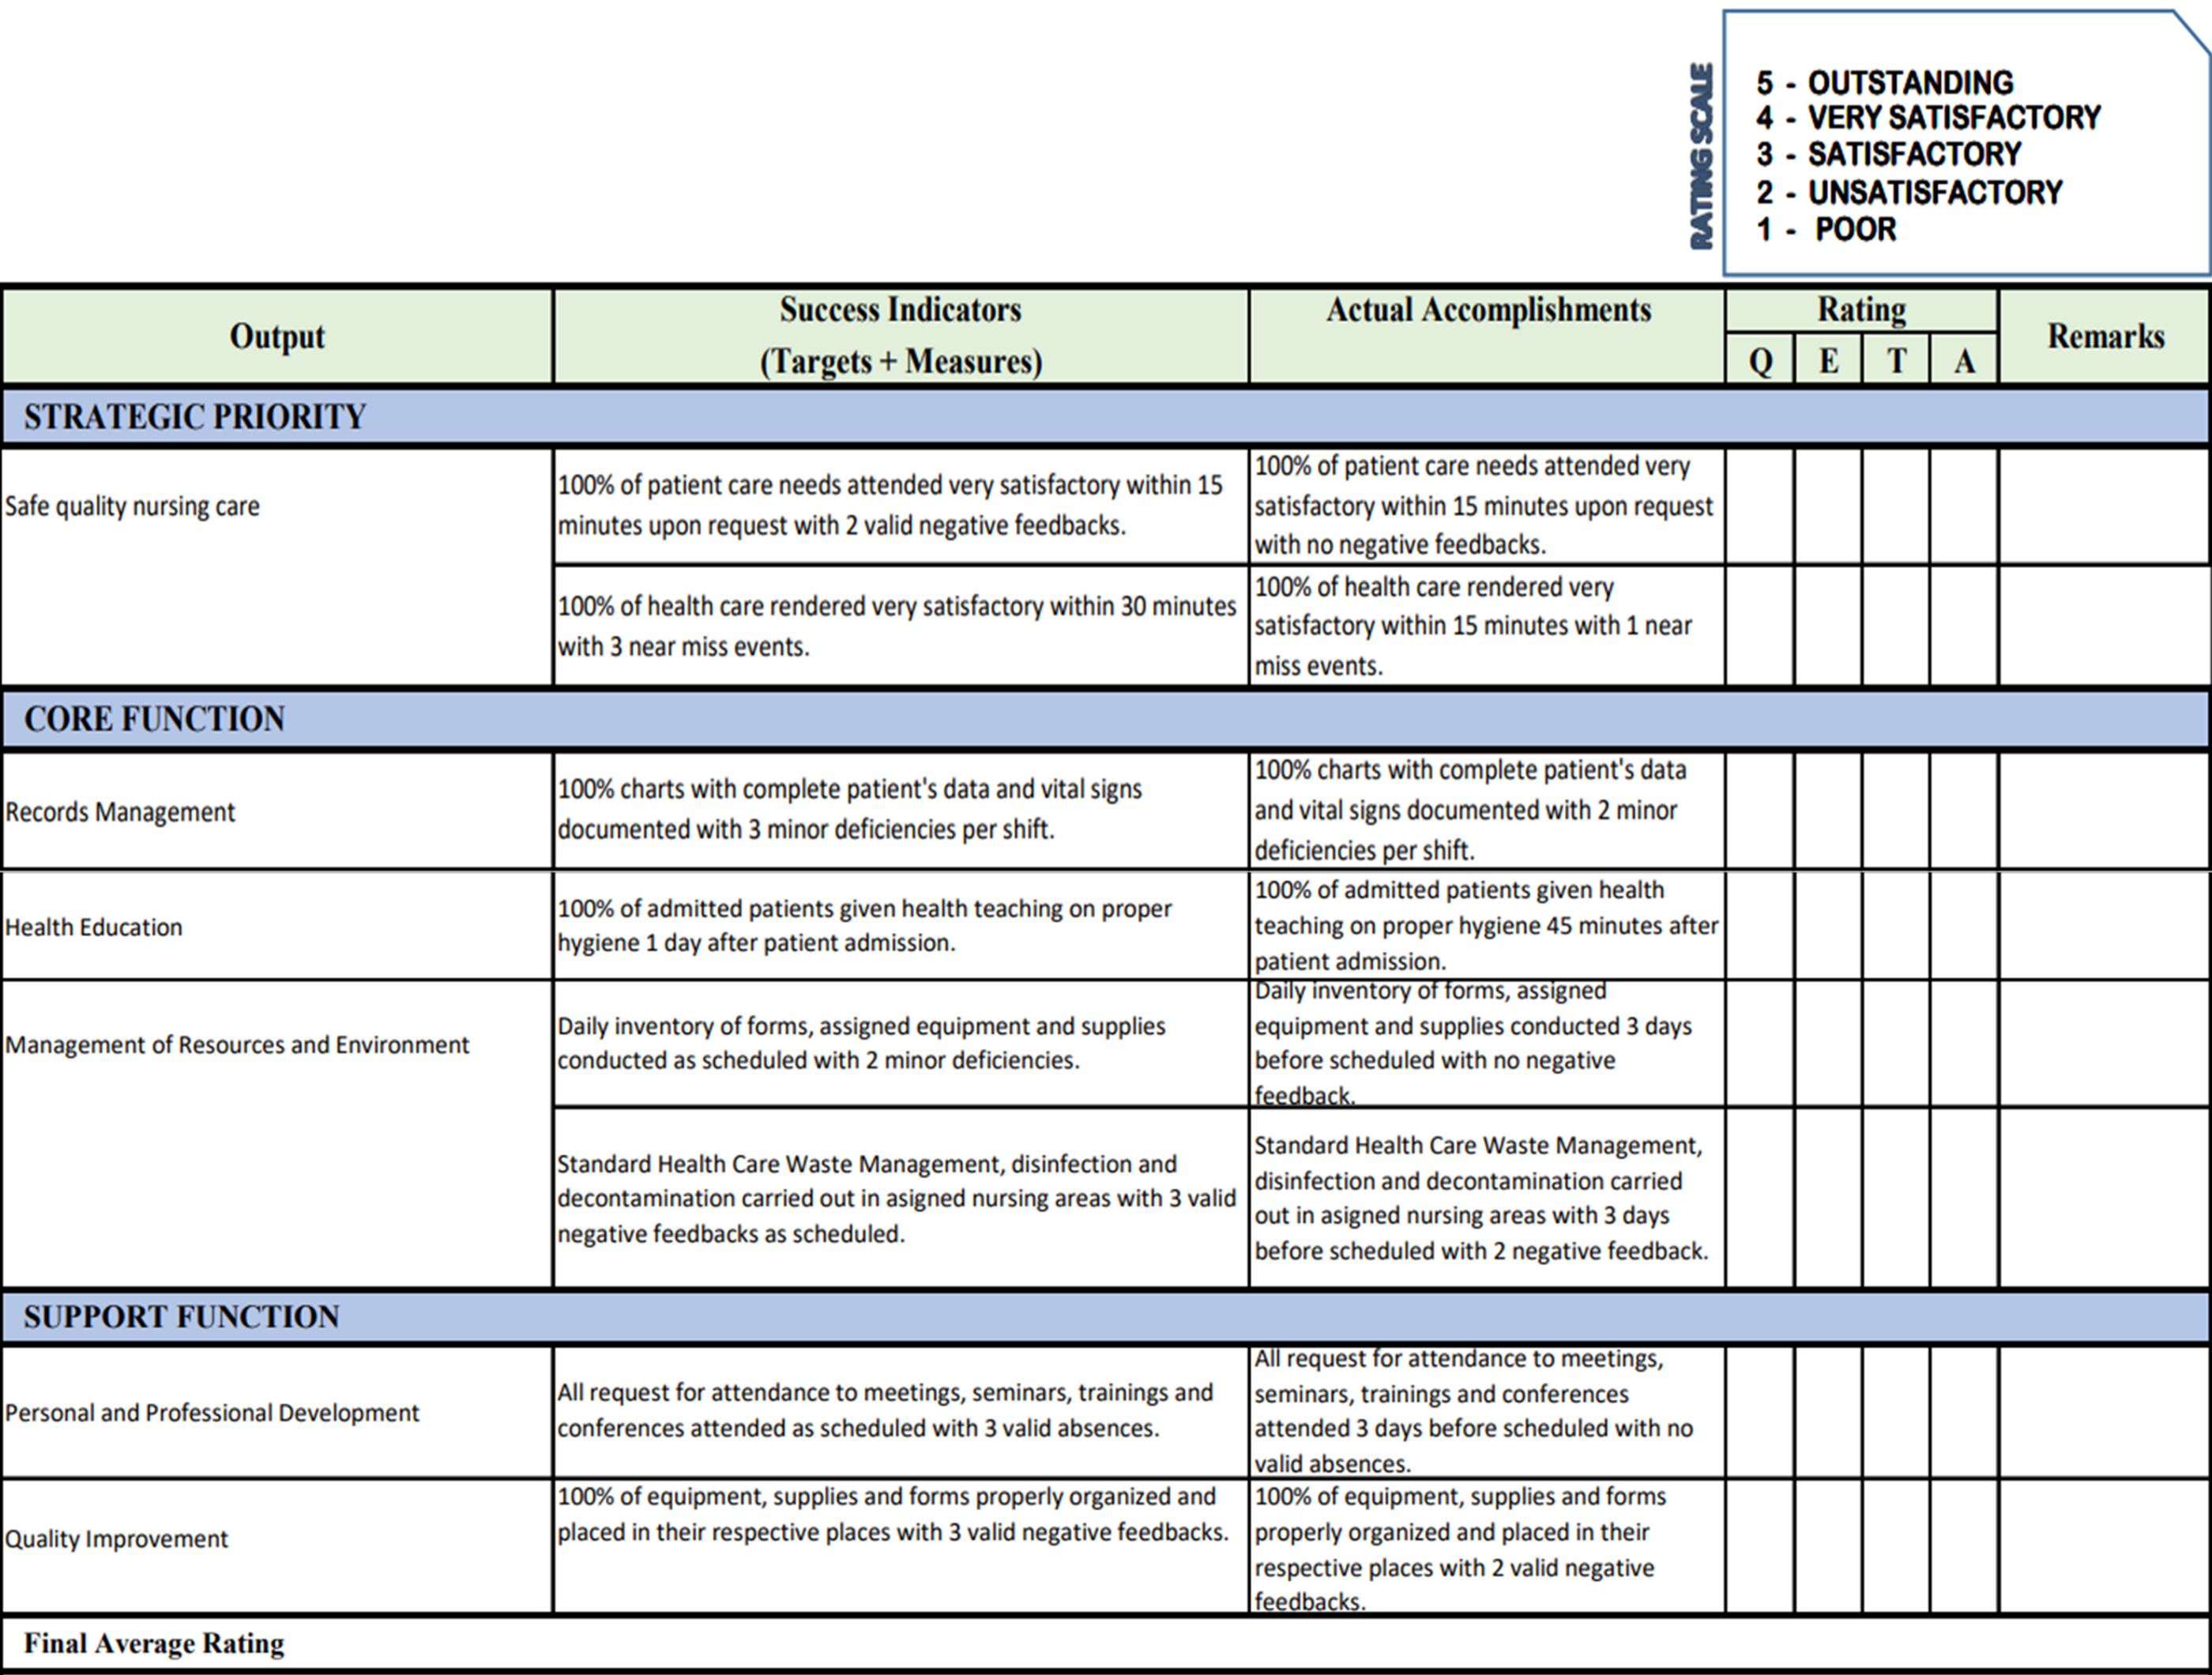 RATING SCALE
5 - OUTSTANDING
4 - VERY SATISFACTORY
3 - SATISFACTORY
2 - UNSATISFACTORY
1 - POOR
Output
Success Indicators
(Targets + Measures)
Actual Accomplishments
Rating
Q E T A
Remarks
STRATEGIC PRIORITY
Safe quality nursing care
100% of patient care needs attended very satisfactory within 15
minutes upon request with 2 valid negative feedbacks.
100% of patient care needs attended very
satisfactory within 15 minutes upon request
with no negative feedbacks.
100% of health care rendered very satisfactory within 30 minutes
with 3 near miss events.
100% of health care rendered very
satisfactory within 15 minutes with 1 near
miss events.
CORE FUNCTION
Records Management
100% charts with complete patient's data and vital signs
documented with 3 minor deficiencies per shift.
100% charts with complete patient's data
and vital signs documented with 2 minor
deficiencies per shift.
Health Education
100% of admitted patients given health teaching on proper
hygiene 1 day after patient admission.
100% of admitted patients given health
teaching on proper hygiene 45 minutes after
patient admission.
Management of Resources and Environment
Daily inventory of forms, assigned equipment and supplies
conducted as scheduled with 2 minor deficiencies.
Daily inventory of forms, assigned
equipment and supplies conducted 3 days
before scheduled with no negative
feedback.
Standard Health Care Waste Management, disinfection and
decontamination carried out in asigned nursing areas with 3 valid
negative feedbacks as scheduled.
Standard Health Care Waste Management,
disinfection and decontamination carried
out in asigned nursing areas with 3 days
before scheduled with 2 negative feedback.
SUPPORT FUNCTION
Personal and Professional Development
All request for attendance to meetings, seminars, trainings and
conferences attended as scheduled with 3 valid absences.
All request for attendance to meetings,
seminars, trainings and conferences
attended 3 days before scheduled with no
valid absences.
Quality Improvement
100% of equipment, supplies and forms properly organized and
placed in their respective places with 3 valid negative feedbacks.
100% of equipment, supplies and forms
properly organized and placed in their
respective places with 2 valid negative
feedbacks.
Final Average Rating